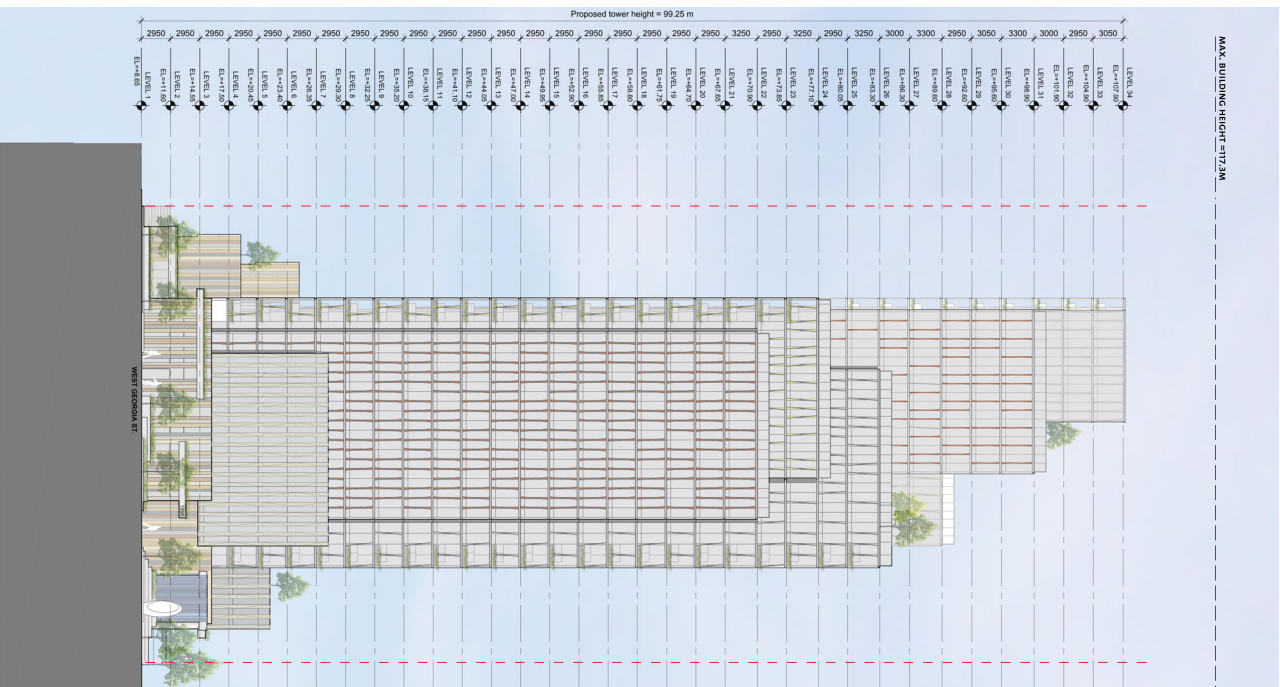 Proposed tower height = 99.25 m
2950 2950 2950 2950 2950 2950 2950 2950 2950 2950 2950 2950 2950 2950 2950 2950 2950 2950 2950 2950 3250 2950 3250 2950 3250 3000 3300 2950 3050 3300 3000 2950 3050
EL=+8.65
LEVEL 1
EL=+11.60
LEVEL 2
EL=+14.55
LEVEL 3
EL=+17.50
LEVEL 4
EL=+20.45
LEVEL 5
EL=+23.40
LEVEL 6
EL=+26.35
LEVEL 7
EL=+29.30
LEVEL 8
EL=+32.25
LEVEL 9
EL=+35.20
LEVEL 10
EL=+38.15
LEVEL 11
EL=+41.10
LEVEL 12
EL=+44.05
LEVEL 13
EL=+47.00
LEVEL 14
EL=+49.95
LEVEL 15
EL=+52.90
LEVEL 16
EL=+55.85
LEVEL 17
EL=+58.80
LEVEL 18
EL=+61.75
LEVEL 19
EL=+64.70
LEVEL 20
EL=+67.65
LEVEL 21
EL=+70.90
LEVEL 22
EL=+73.85
LEVEL 23
EL=+77.10
LEVEL 24
EL=+80.05
LEVEL 25
EL=+83.30
LEVEL 26
EL=+86.30
LEVEL 27
EL=+89.60
LEVEL 28
EL=+92.60
LEVEL 29
EL=+95.60
LEVEL 30
EL=+98.90
LEVEL 31
EL=+101.90
LEVEL 32
EL=+104.90
LEVEL 33
EL=+107.90
LEVEL 34
MAX. BUILDING HEIGHT =117.3M
WEST GEORGIA ST.